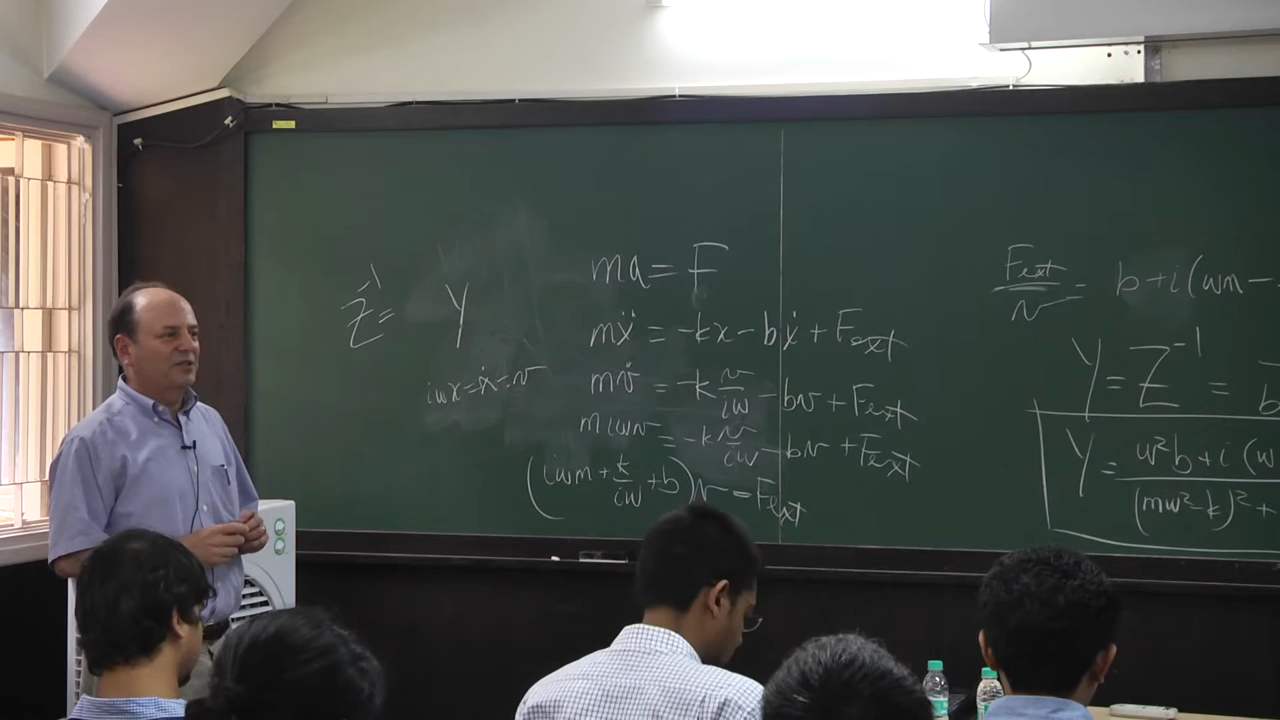 Z⁻¹ = Y
ma = F
mẍ = -kx - bẋ + Fext
iωx = ẋ = v
mv̇ = -k v/iω - bv + Fext
miωv = -k v/iω - bv + Fext
(iωm + k/iω + b)v = Fext
Fext/v = b + i(ωm -
Y = Z⁻¹ =
Y = ω²b + i(ω
(mω²-k)² +